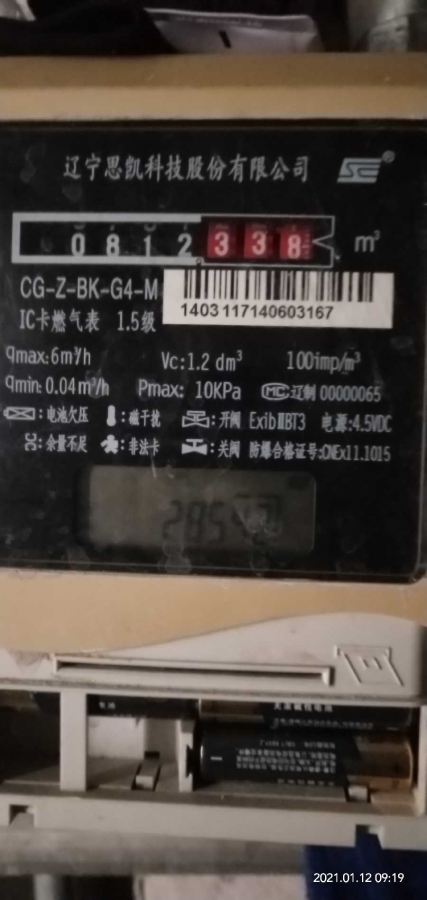 辽宁思凯科技股份有限公司
0812338 m³
CG-Z-BK-G4-M
IC卡燃气表 1.5级
1403117140603167
qmax:6m³/h Vc:1.2 dm³ 100imp/m³
qmin:0.04m³/h Pmax: 10KPa MC辽制 00000065
:电池欠压 :磁干扰 :开阀 ExibⅡBT3 电源:4.5VDC
:余量不足 :非法卡 :关阀 防爆合格证号:CNEx11.1015
2021.01.12 09:19